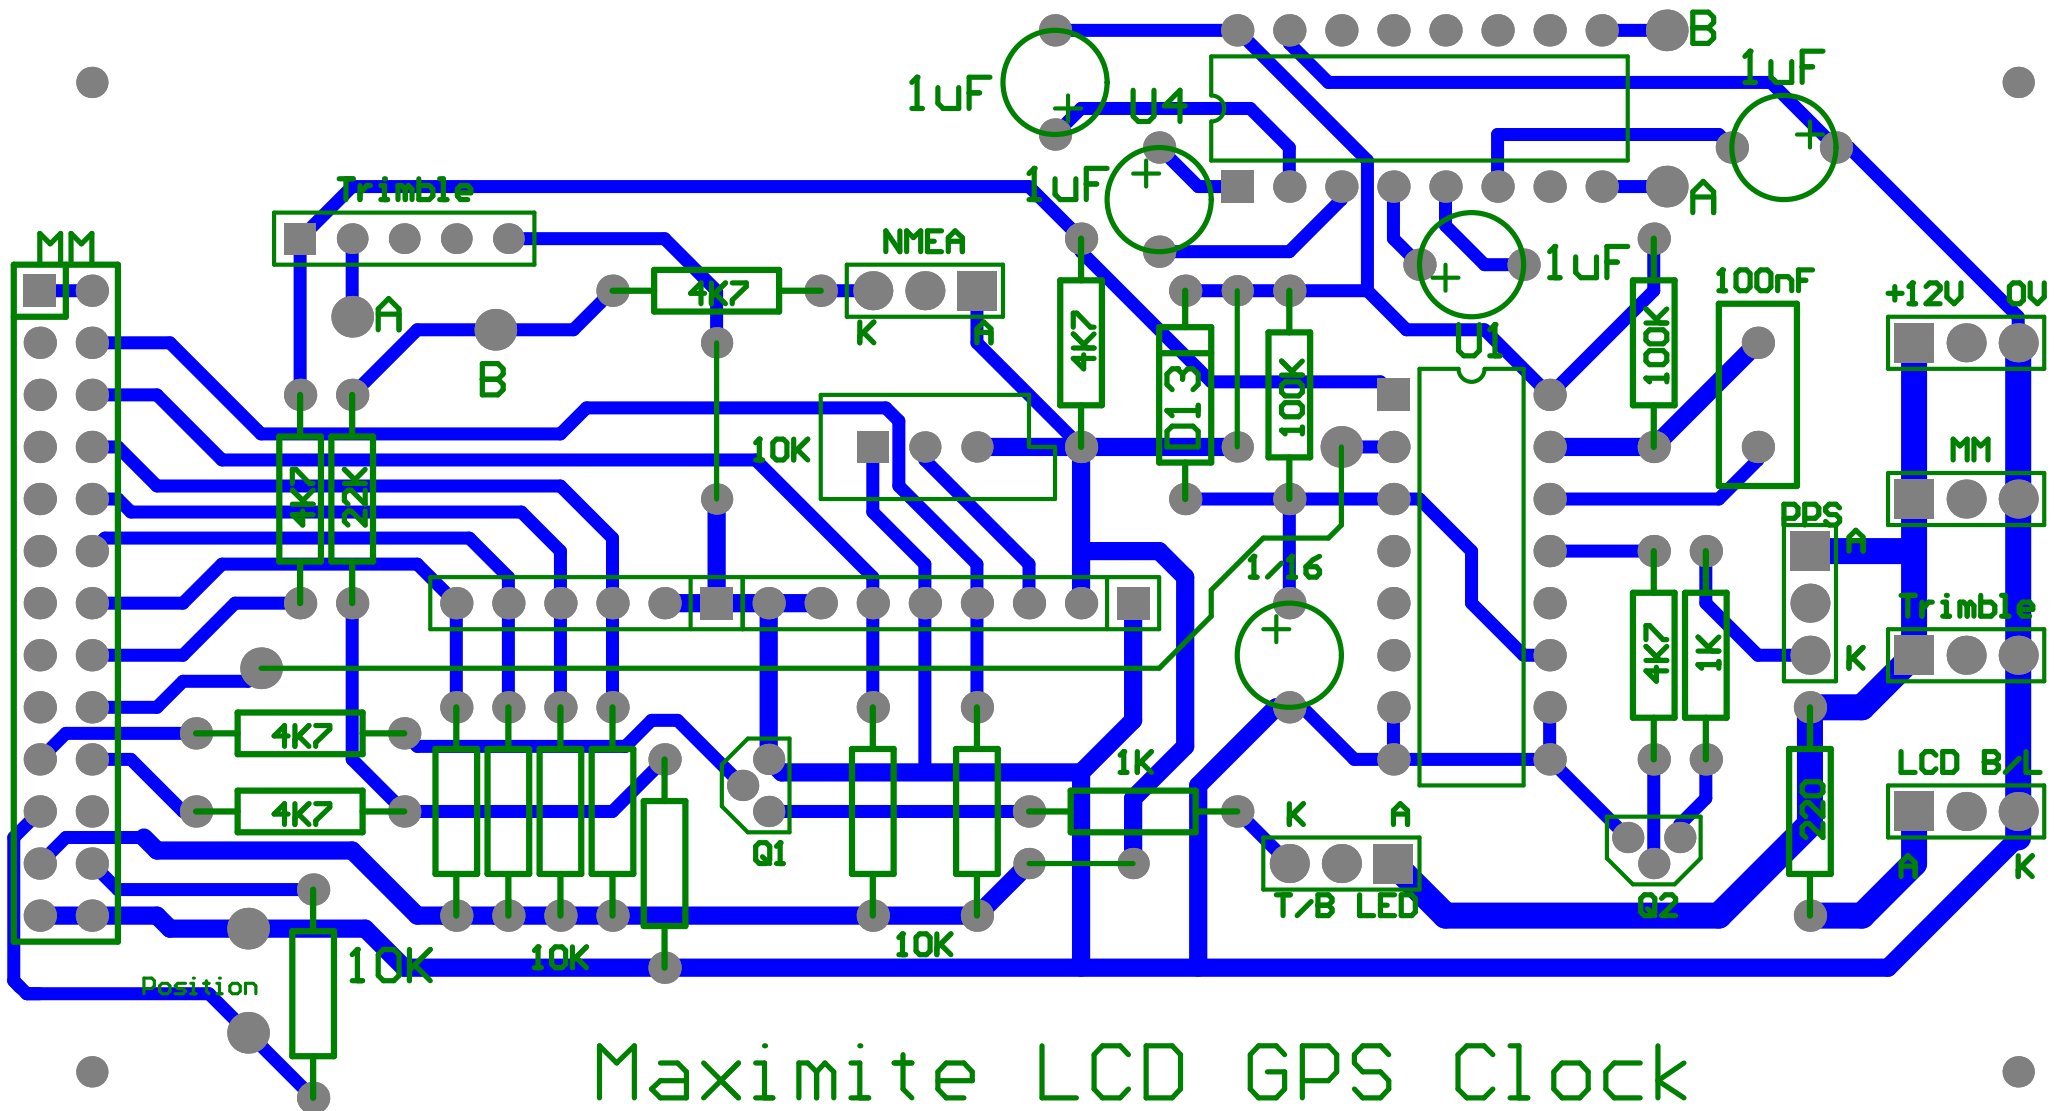 B
1uF
1uF
U4
1uF
Trimble
A
MM
NMEA
1uF
4K7
100nF
+12V 0V
A
K A
U1
4K7
100K
100K
B
D13
10K
MM
4K7
22K
PPS
A
1/16
Trimble
4K7
1K
K
4K7
1K
LCD B/L
4K7
K A
220
Q1
A K
T/B LED
Q2
10K
10K
10K
Position
Maximite LCD GPS Clock